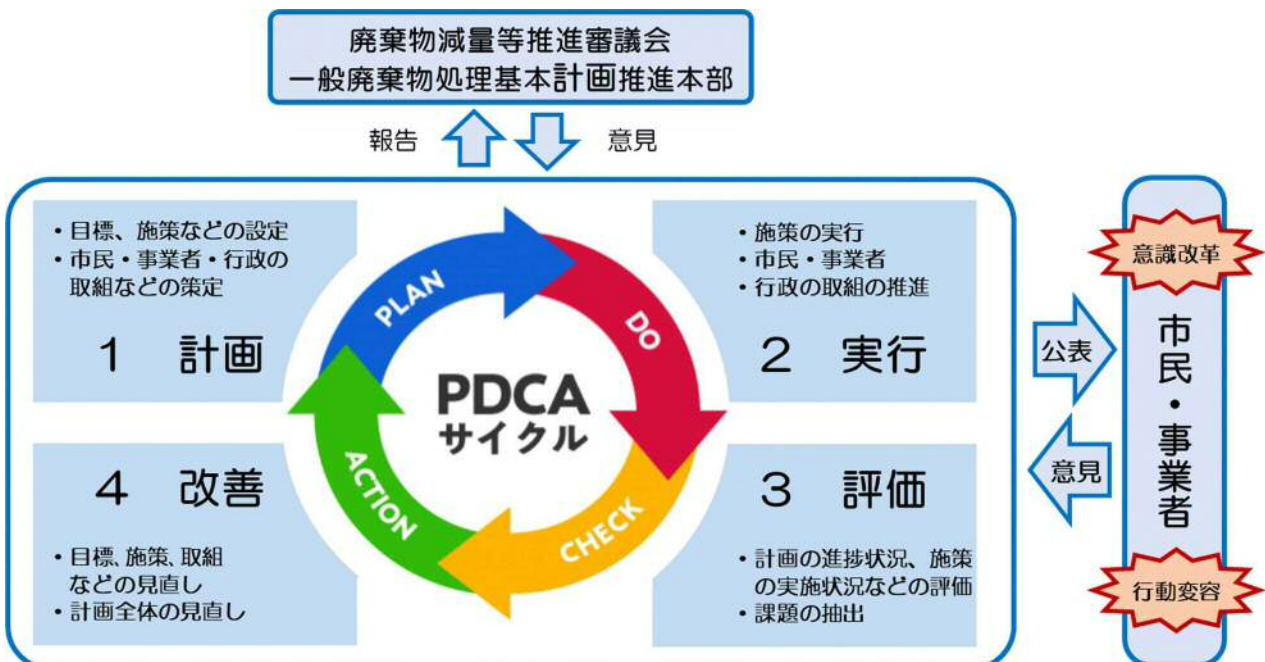 廃棄物減量等推進審議会
一般廃棄物処理基本計画推進本部
報告
意見
・目標、施策などの設定
・市民・事業者・行政の
取組などの策定
1 計画
・施策の実行
・市民・事業者
・行政の取組の推進
2 実行
PLAN
DO
PDCA
サイクル
ACTION
CHECK
4 改善
・目標、施策、取組
などの見直し
・計画全体の見直し
3 評価
・計画の進捗状況、施策
の実施状況などの評価
・課題の抽出
公表
意見
意識改革
市民・事業者
行動変容